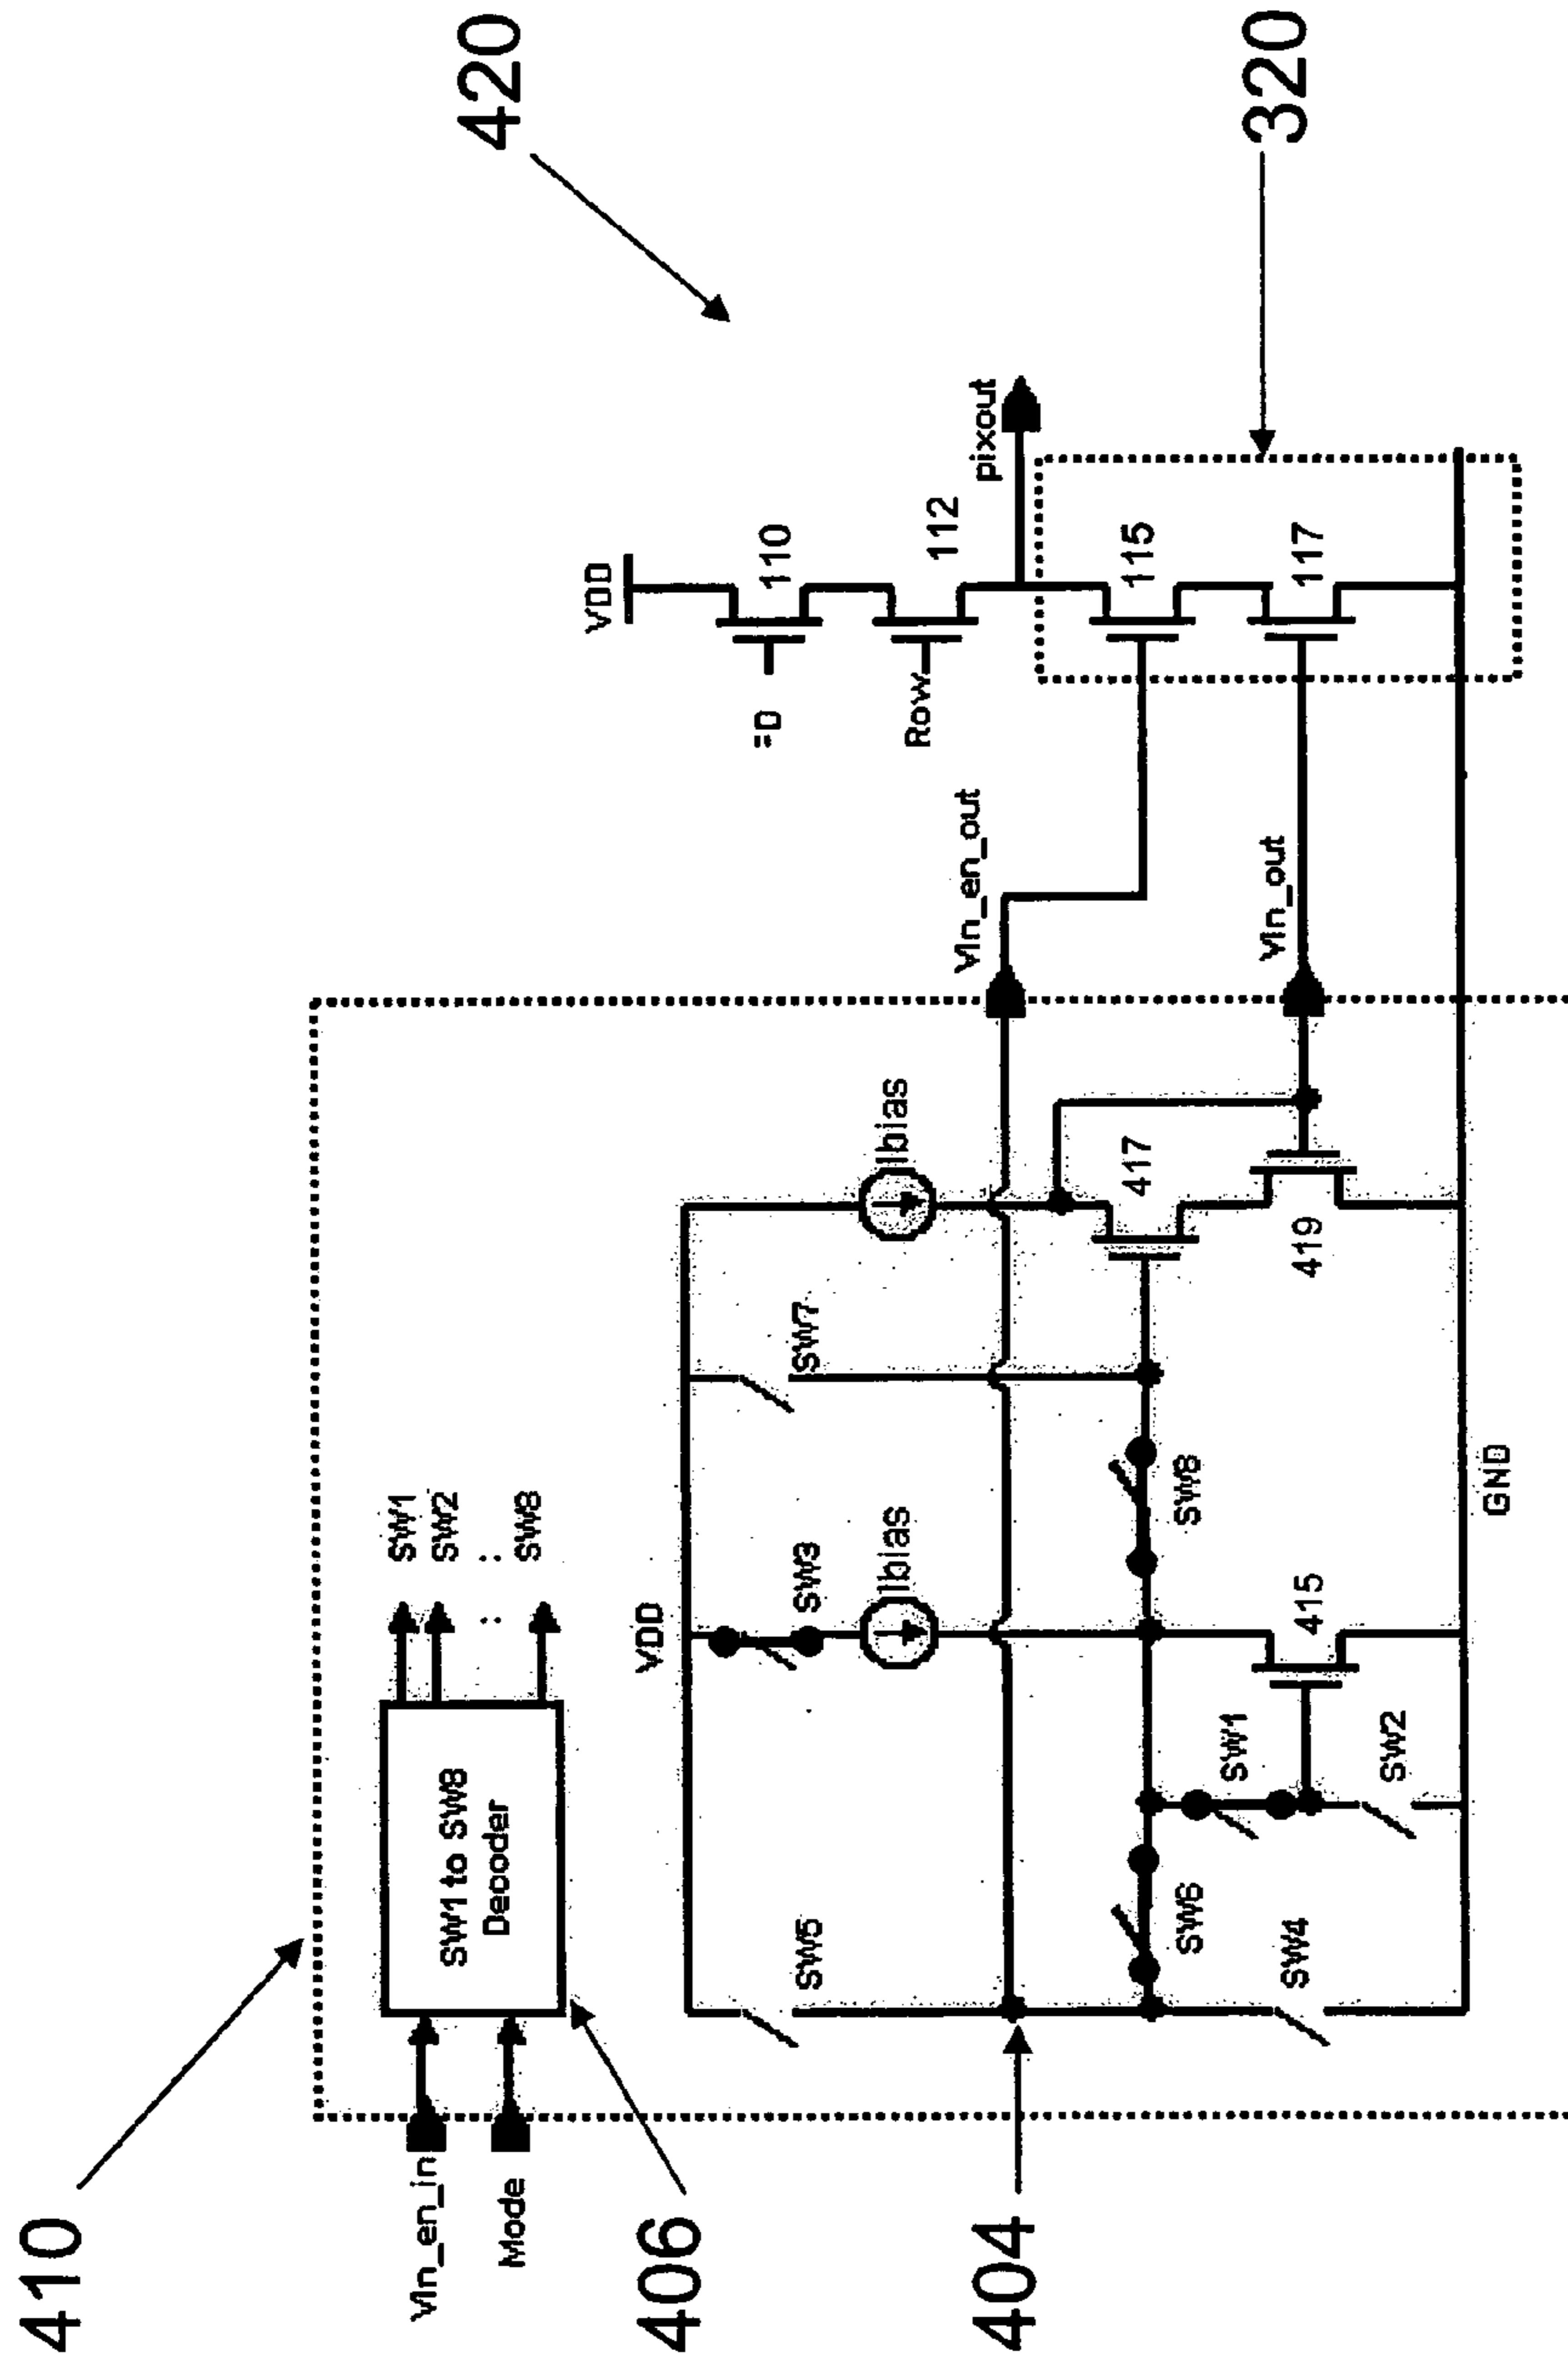 410
420
Vln_en_in
Mode
SW1 to SW8
Decoder
SW1
SW2
: :
SW8
406
VDD
VDD
"D
110
Row
112
pixout
SW5
SW3
Ibias
SW7
Ibias
Vln_en_out
404
SW6
SW8
417
115
320
SW1
SW4
SW2
415
419
Vln_out
117
GND